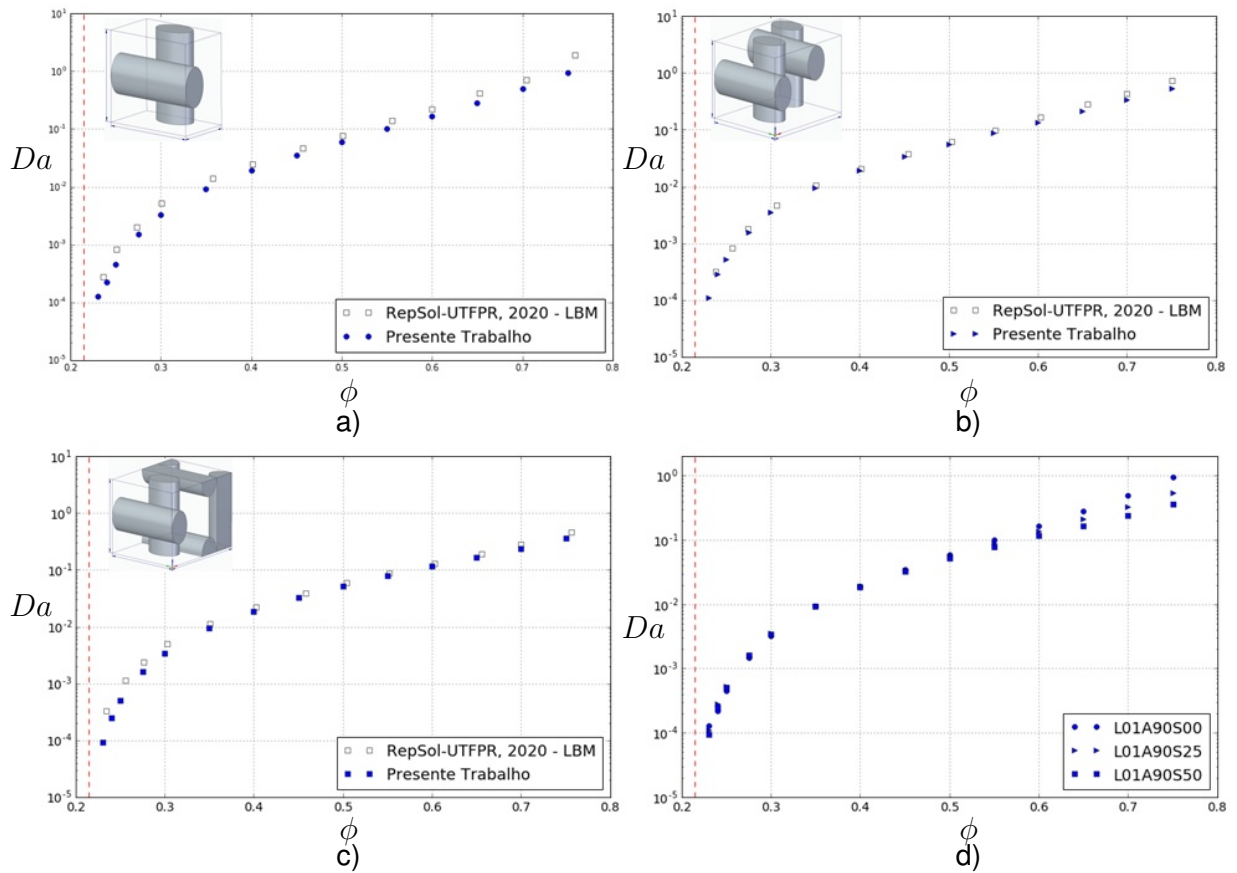 10^1
10^0
10^-1
10^-2
10^-3
10^-4
10^-5
Da
RepSol-UTFPR, 2020 - LBM
Presente Trabalho
0.2 0.3 0.4 0.5 0.6 0.7 0.8
ϕ
a)
10^1
10^0
10^-1
10^-2
10^-3
10^-4
10^-5
Da
RepSol-UTFPR, 2020 - LBM
Presente Trabalho
0.2 0.3 0.4 0.5 0.6 0.7 0.8
ϕ
b)
10^1
10^0
10^-1
10^-2
10^-3
10^-4
10^-5
Da
RepSol-UTFPR, 2020 - LBM
Presente Trabalho
0.2 0.3 0.4 0.5 0.6 0.7 0.8
ϕ
c)
10^0
10^-1
10^-2
10^-3
10^-4
10^-5
Da
L01A90S00
L01A90S25
L01A90S50
0.2 0.3 0.4 0.5 0.6 0.7 0.8
ϕ
d)